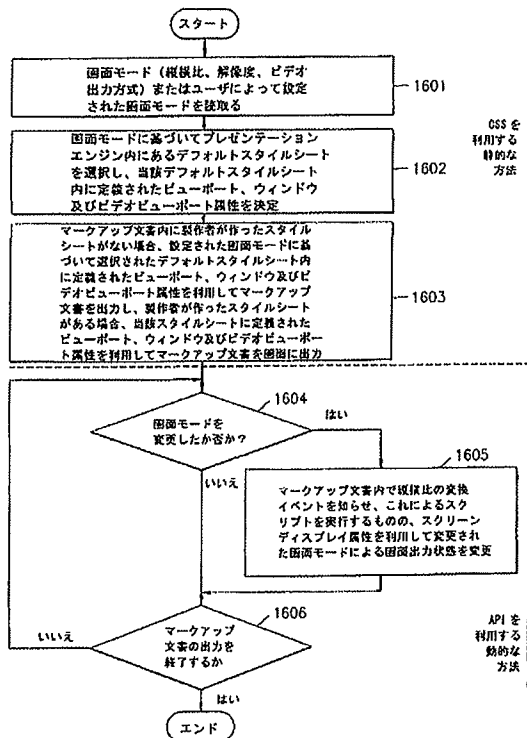 スタート
画面モード（縦横比、解像度、ビデオ
出力方式）またはユーザによって設定
された画面モードを読取る
1601
CSSを
利用する
静的な
方法
画面モードに基づいてプレゼンテーション
エンジン内にあるデフォルトスタイルシート
を選択し、当該デフォルトスタイルシート
内に定義されたビューポート、ウィンドウ
及びビデオビューポート属性を決定
1602
マークアップ文書内に製作者が作ったスタイル
シートがない場合、設定された画面モードに基
づいて選択されたデフォルトスタイルシート内
に定義されたビューポート、ウィンドウ及びビ
デオビューポート属性を利用してマークアップ
文書を出力し、製作者が作ったスタイルシート
がある場合、当該スタイルシートに定義された
ビューポート、ウィンドウ及びビデオビューポー
ト属性を利用してマークアップ文書を画面に出力
1603
1604
画面モードを
変更したか否か？
はい
いいえ
1605
マークアップ文書内で縦横比の変換
イベントを知らせ、これによるスク
リプトを実行するものの、スクリーン
ディスプレイ属性を利用して変更され
た画面モードによる画面出力状態を変更
1606
マークアップ
文書の出力を
終了するか
いいえ
はい
APIを
利用する
動的な
方法
エンド